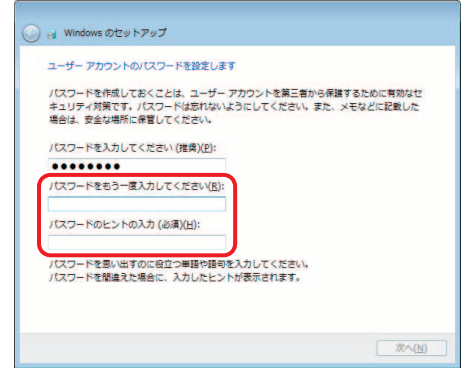 Windows のセットアップ
ユーザー アカウントのパスワードを設定します
パスワードを作成しておくことは、ユーザー アカウントを第三者から保護するために有効なセ
キュリティ対策です。パスワードは忘れないようにしてください。また、メモなどに記載した
場合は、安全な場所に保管してください。
パスワードを入力してください (推奨)(P):
●●●●●●●●
パスワードをもう一度入力してください(R):
パスワードのヒントの入力 (必須)(H):
パスワードを思い出すのに役立つ単語や語句を入力してください。
パスワードを間違えた場合に、入力したヒントが表示されます。
次へ(N)